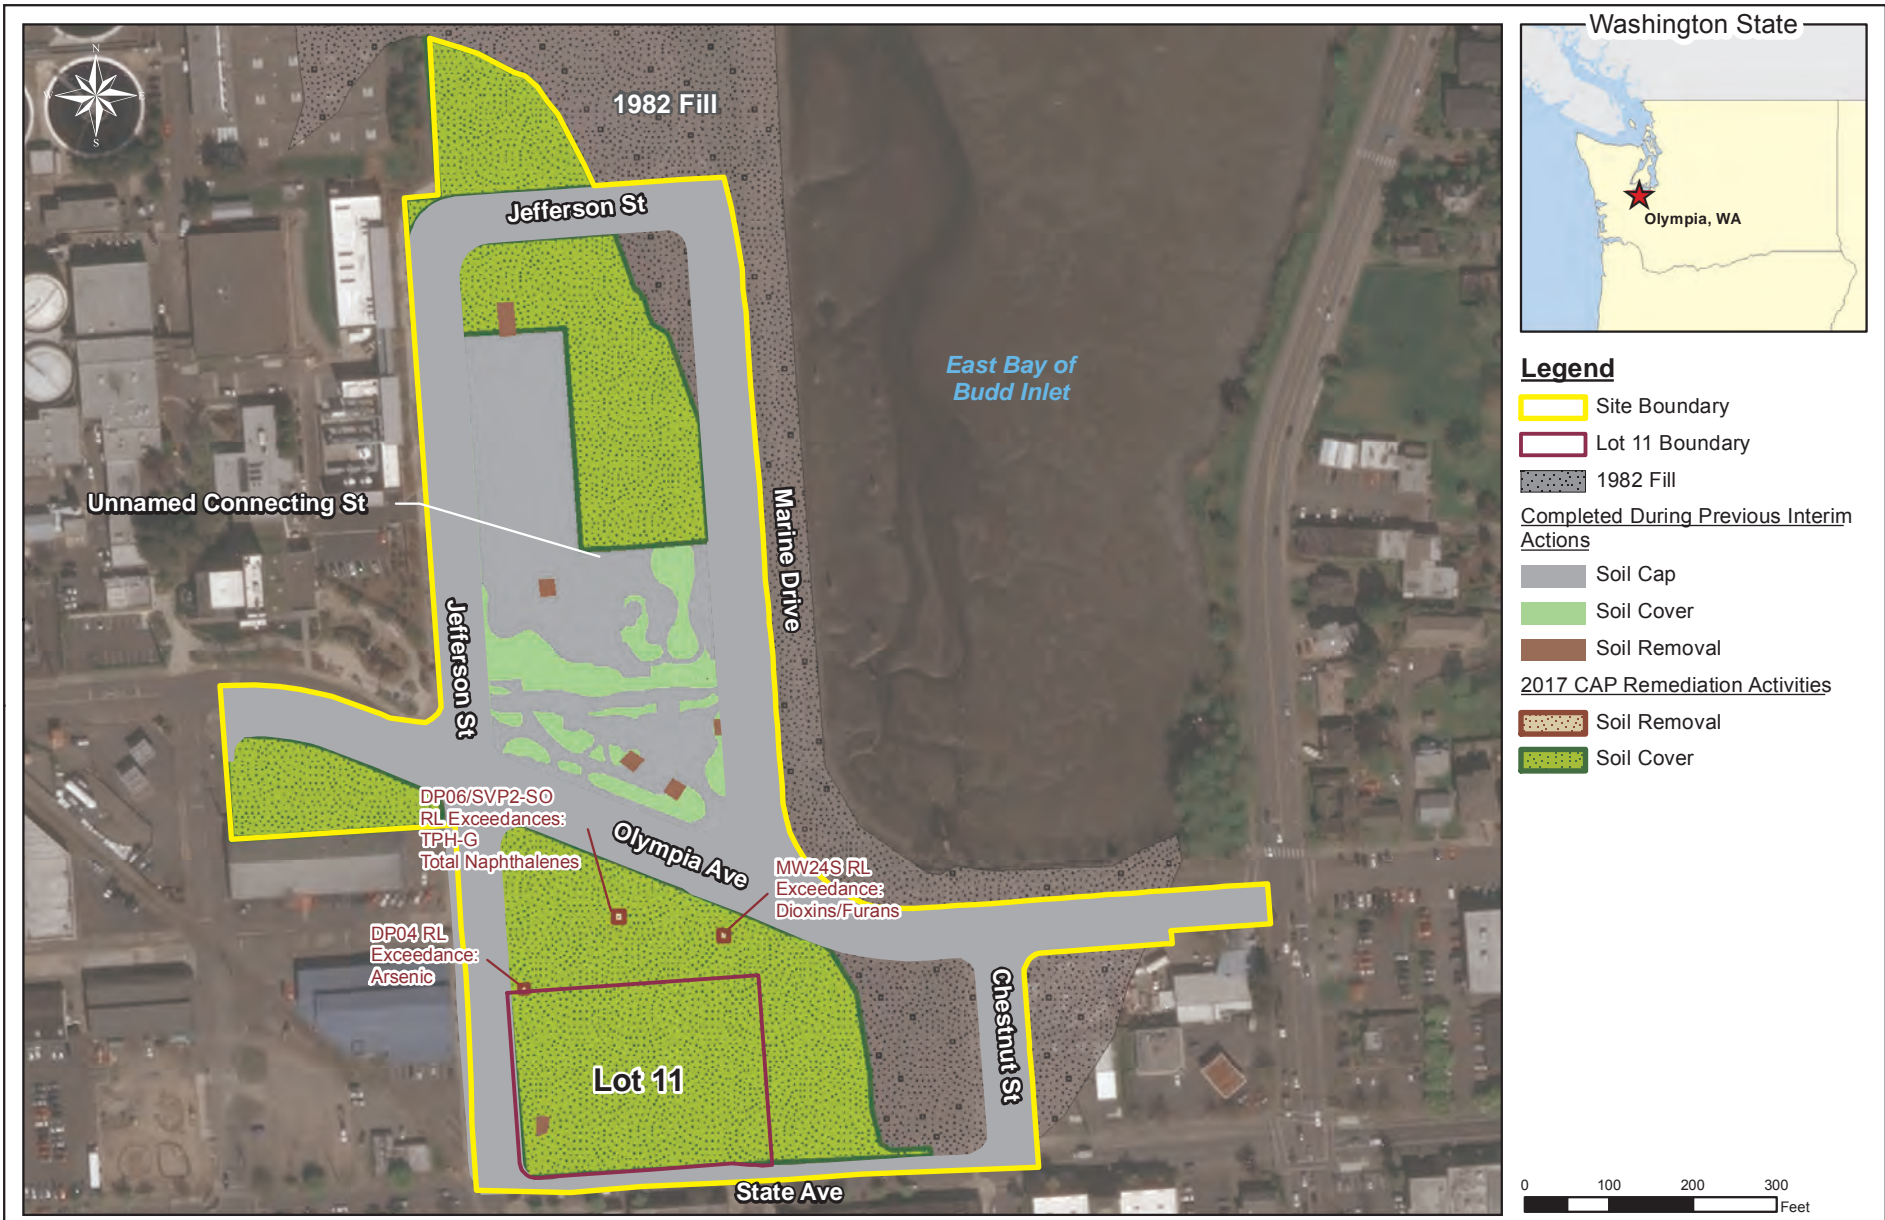 N
W
E
S
1982 Fill
Jefferson St
East Bay of
Budd Inlet
Unnamed Connecting St
Marine Drive
Jefferson St
DP06/SVP2-SO
RL Exceedances:
TPH-G
Total Naphthalenes
Olympia Ave
MW24S RL
Exceedance:
Dioxins/Furans
DP04 RL
Exceedance:
Arsenic
Chestnut St
Lot 11
State Ave
Washington State
Olympia, WA
Legend
Site Boundary
Lot 11 Boundary
1982 Fill
Completed During Previous Interim
Actions
Soil Cap
Soil Cover
Soil Removal
2017 CAP Remediation Activities
Soil Removal
Soil Cover
0 100 200 300
Feet